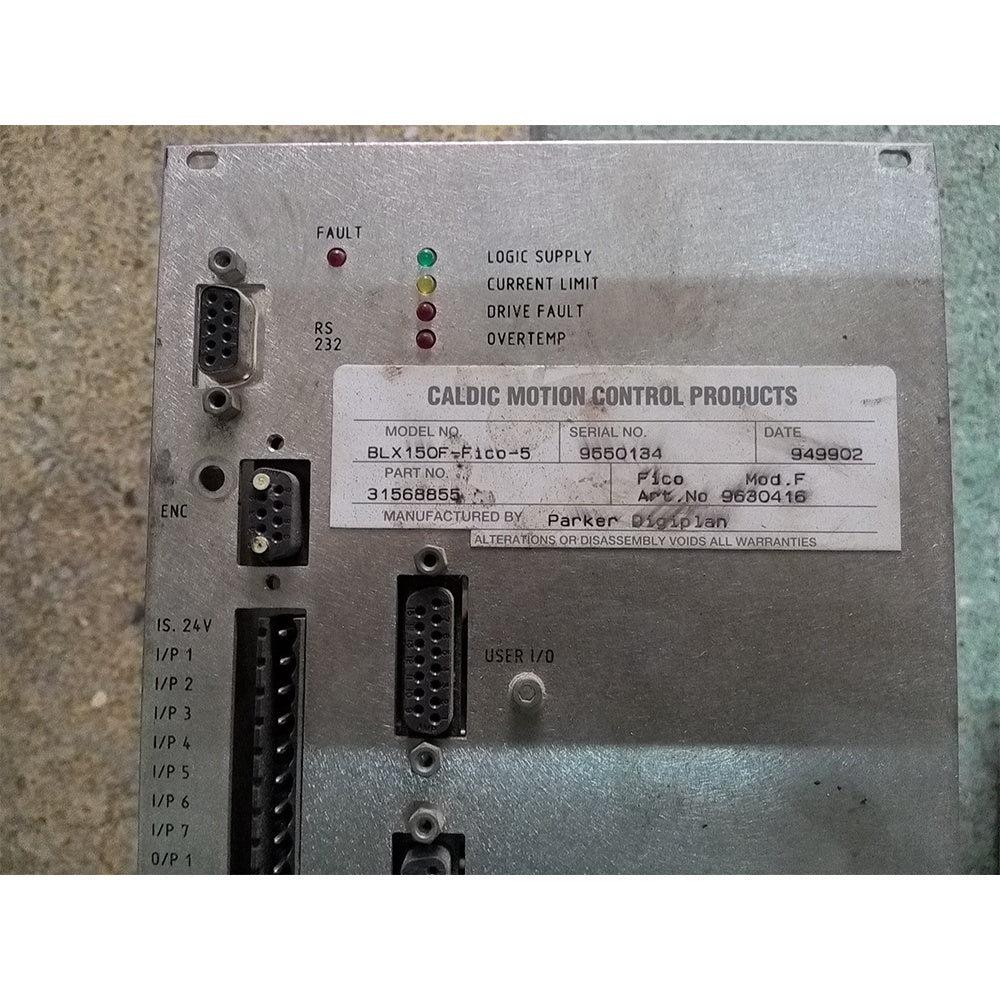 FAULT
LOGIC SUPPLY
CURRENT LIMIT
DRIVE FAULT
RS
232
OVERTEMP
CALDIC MOTION CONTROL PRODUCTS
MODEL NO. SERIAL NO. DATE
BLX150F-Fico-5 9550134 949902
PART NO. Fico Mod.F
31568855 Art.No 9630416
MANUFACTURED BY Parker Digiplan
ALTERATIONS OR DISASSEMBLY VOIDS ALL WARRANTIES
ENC
IS. 24V
I/P 1
USER I/O
I/P 2
I/P 3
I/P 4
I/P 5
I/P 6
I/P 7
O/P 1